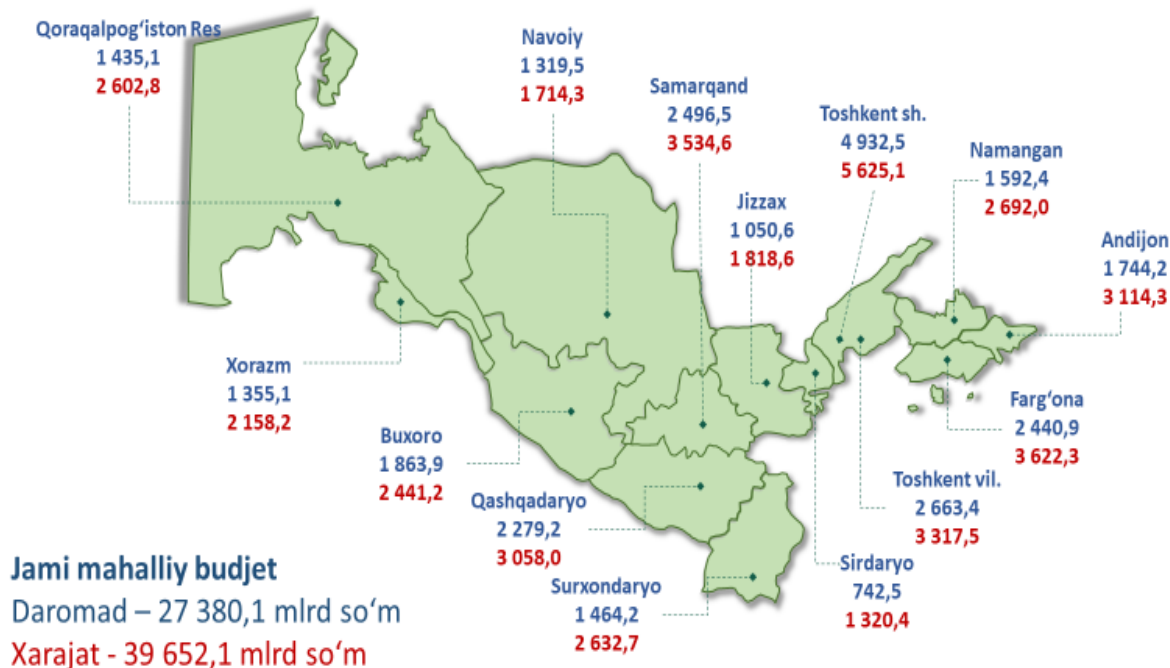 Qoraqalpog‘iston Res
1 435,1
2 602,8
Navoiy
1 319,5
1 714,3
Samarqand
2 496,5
3 534,6
Toshkent sh.
4 932,5
5 625,1
Namangan
1 592,4
2 692,0
Jizzax
1 050,6
1 818,6
Andijon
1 744,2
3 114,3
Xorazm
1 355,1
2 158,2
Buxoro
1 863,9
2 441,2
Farg‘ona
2 440,9
3 622,3
Qashqadaryo
2 279,2
3 058,0
Toshkent vil.
2 663,4
3 317,5
Surxondaryo
1 464,2
2 632,7
Sirdaryo
742,5
1 320,4
Jami mahalliy budjet
Daromad – 27 380,1 mlrd so‘m
Xarajat - 39 652,1 mlrd so‘m